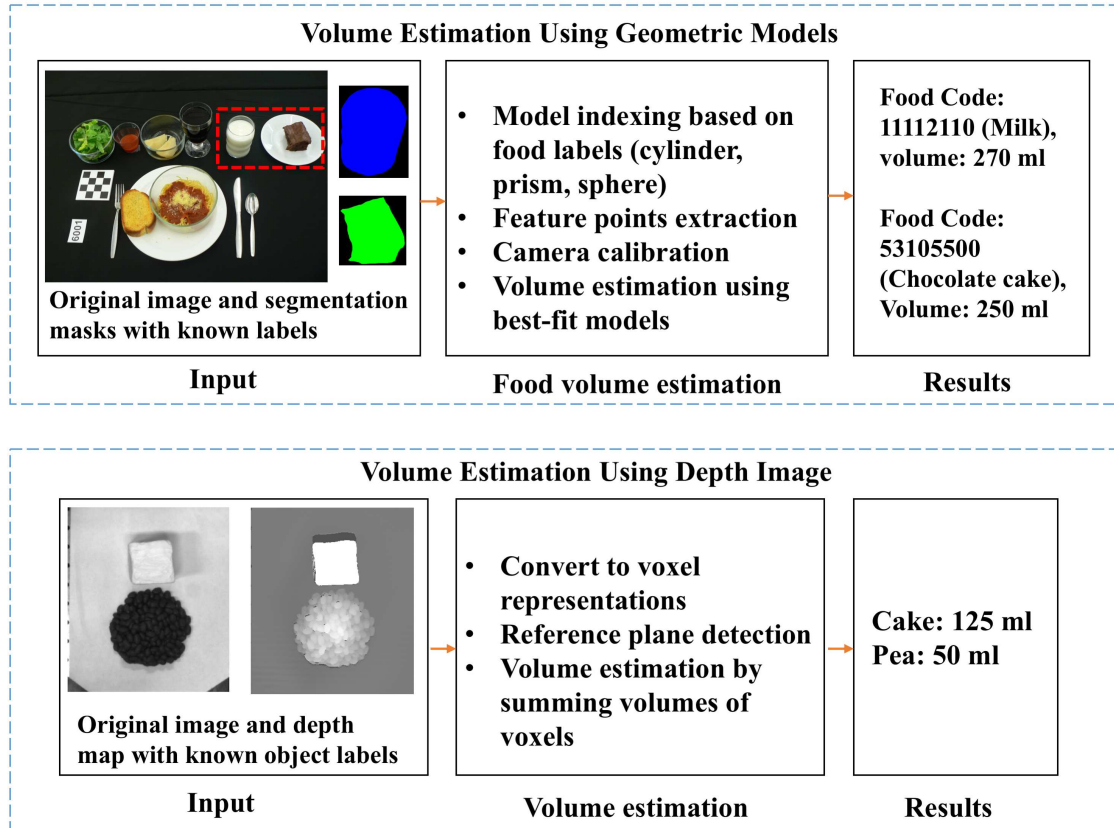 Volume Estimation Using Geometric Models
6001
Original image and segmentation
masks with known labels
Input
• Model indexing based on
food labels (cylinder,
prism, sphere)
• Feature points extraction
• Camera calibration
• Volume estimation using
best-fit models
Food volume estimation
Food Code:
11112110 (Milk),
volume: 270 ml
Food Code:
53105500
(Chocolate cake),
Volume: 250 ml
Results
Volume Estimation Using Depth Image
Original image and depth
map with known object labels
Input
• Convert to voxel
representations
• Reference plane detection
• Volume estimation by
summing volumes of
voxels
Volume estimation
Cake: 125 ml
Pea: 50 ml
Results